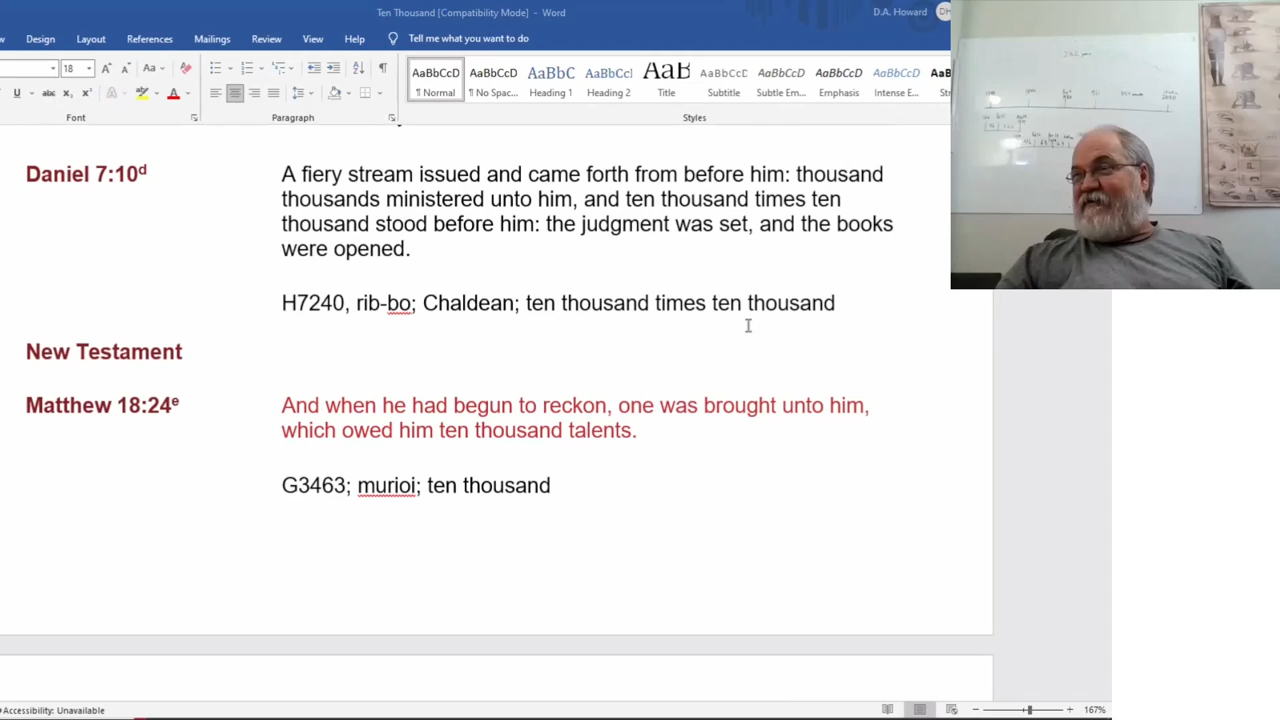 Ten Thousand [Compatibility Mode] - Word
D.A. Howard
DH
Design Layout References Mailings Review View Help Tell me what you want to do
18 Aa
AaBbCcD AaBbCcD AaBbC AaBbCcl AaB AaBbCcD AaBbCcD AaBbCcD AaBbCcD
¶ Normal ¶ No Spac... Heading 1 Heading 2 Title Subtitle Subtle Em... Emphasis Intense E...
Font Paragraph Styles
Daniel 7:10d
A fiery stream issued and came forth from before him: thousand
thousands ministered unto him, and ten thousand times ten
thousand stood before him: the judgment was set, and the books
were opened.
H7240, rib-bo; Chaldean; ten thousand times ten thousand
New Testament
Matthew 18:24e
And when he had begun to reckon, one was brought unto him,
which owed him ten thousand talents.
G3463; murioi; ten thousand
Accessibility: Unavailable
167%